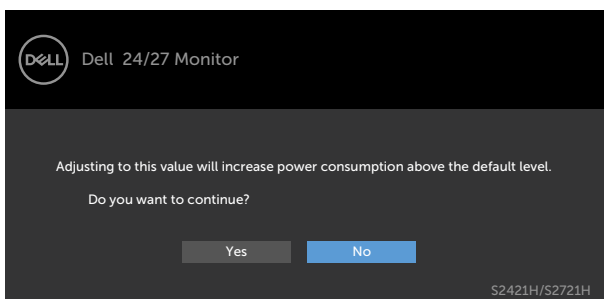 DELL
Dell 24/27 Monitor
Adjusting to this value will increase power consumption above the default level.
Do you want to continue?
Yes
No
S2421H/S2721H